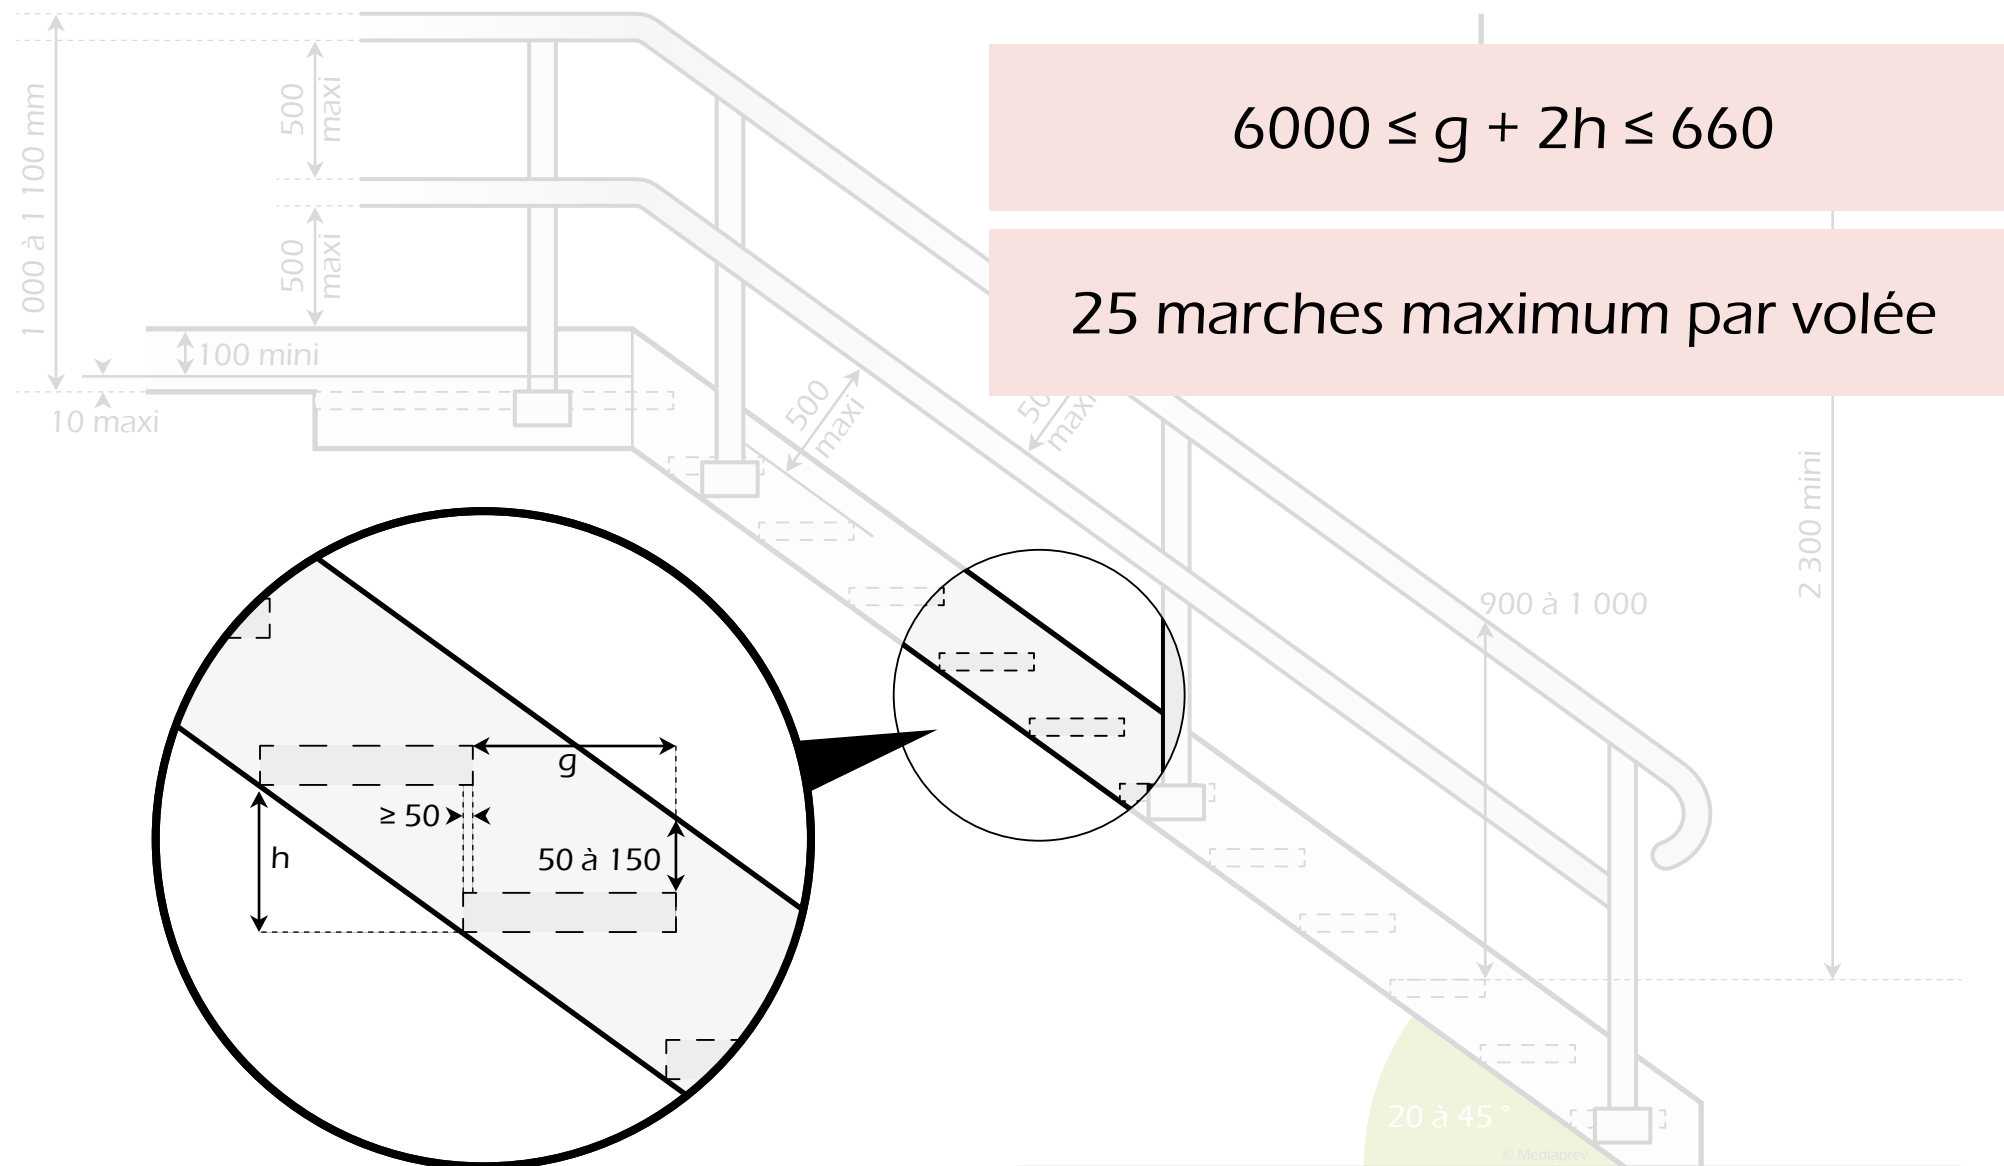 1 000 à 1 100 mm
500
maxi
6000 ≤ g + 2h ≤ 660
500
maxi
25 marches maximum par volée
100 mini
10 maxi
500
maxi
maxi
2 300 mini
900 à 1 000
g
≥ 50
h
50 à 150
20 à 45 °
© Mediaprev